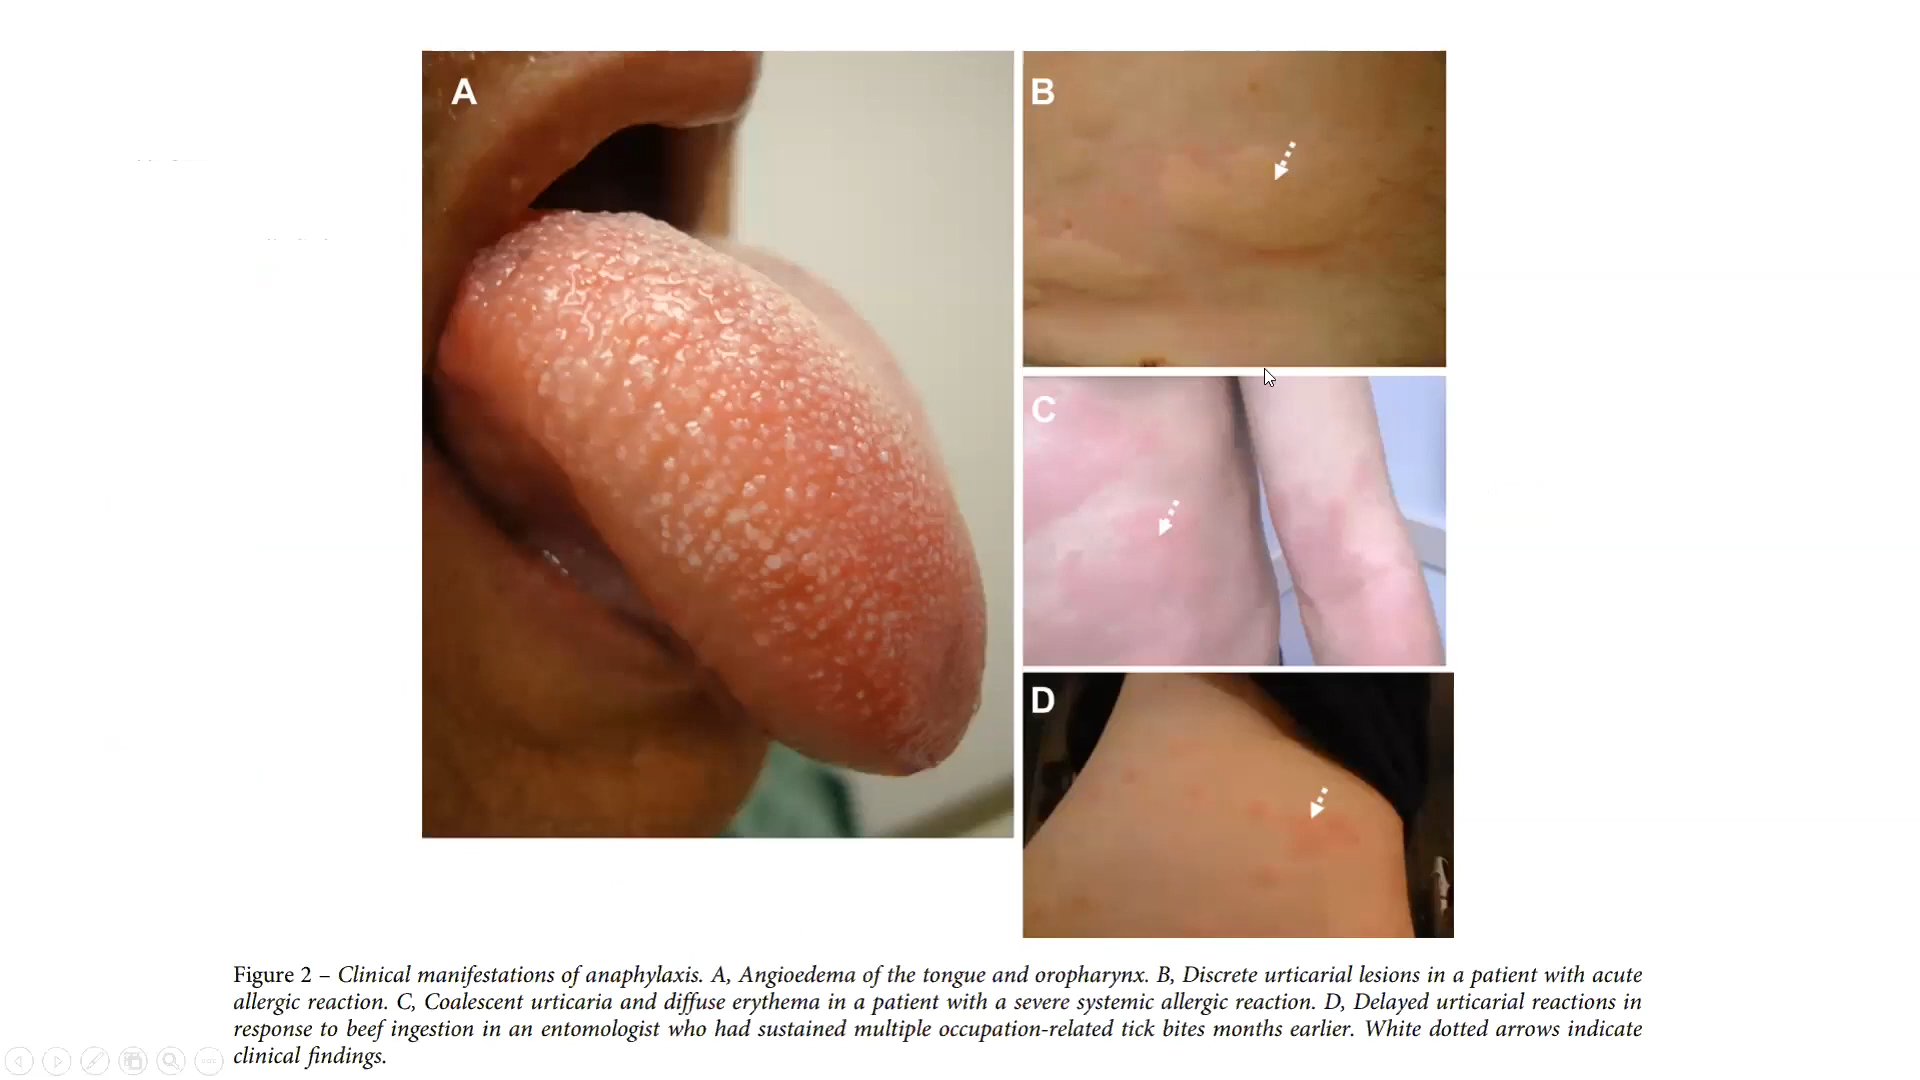 A
B
C
D
Figure 2 – Clinical manifestations of anaphylaxis. A, Angioedema of the tongue and oropharynx. B, Discrete urticarial lesions in a patient with acute
allergic reaction. C, Coalescent urticaria and diffuse erythema in a patient with a severe systemic allergic reaction. D, Delayed urticarial reactions in
response to beef ingestion in an entomologist who had sustained multiple occupation-related tick bites months earlier. White dotted arrows indicate
clinical findings.